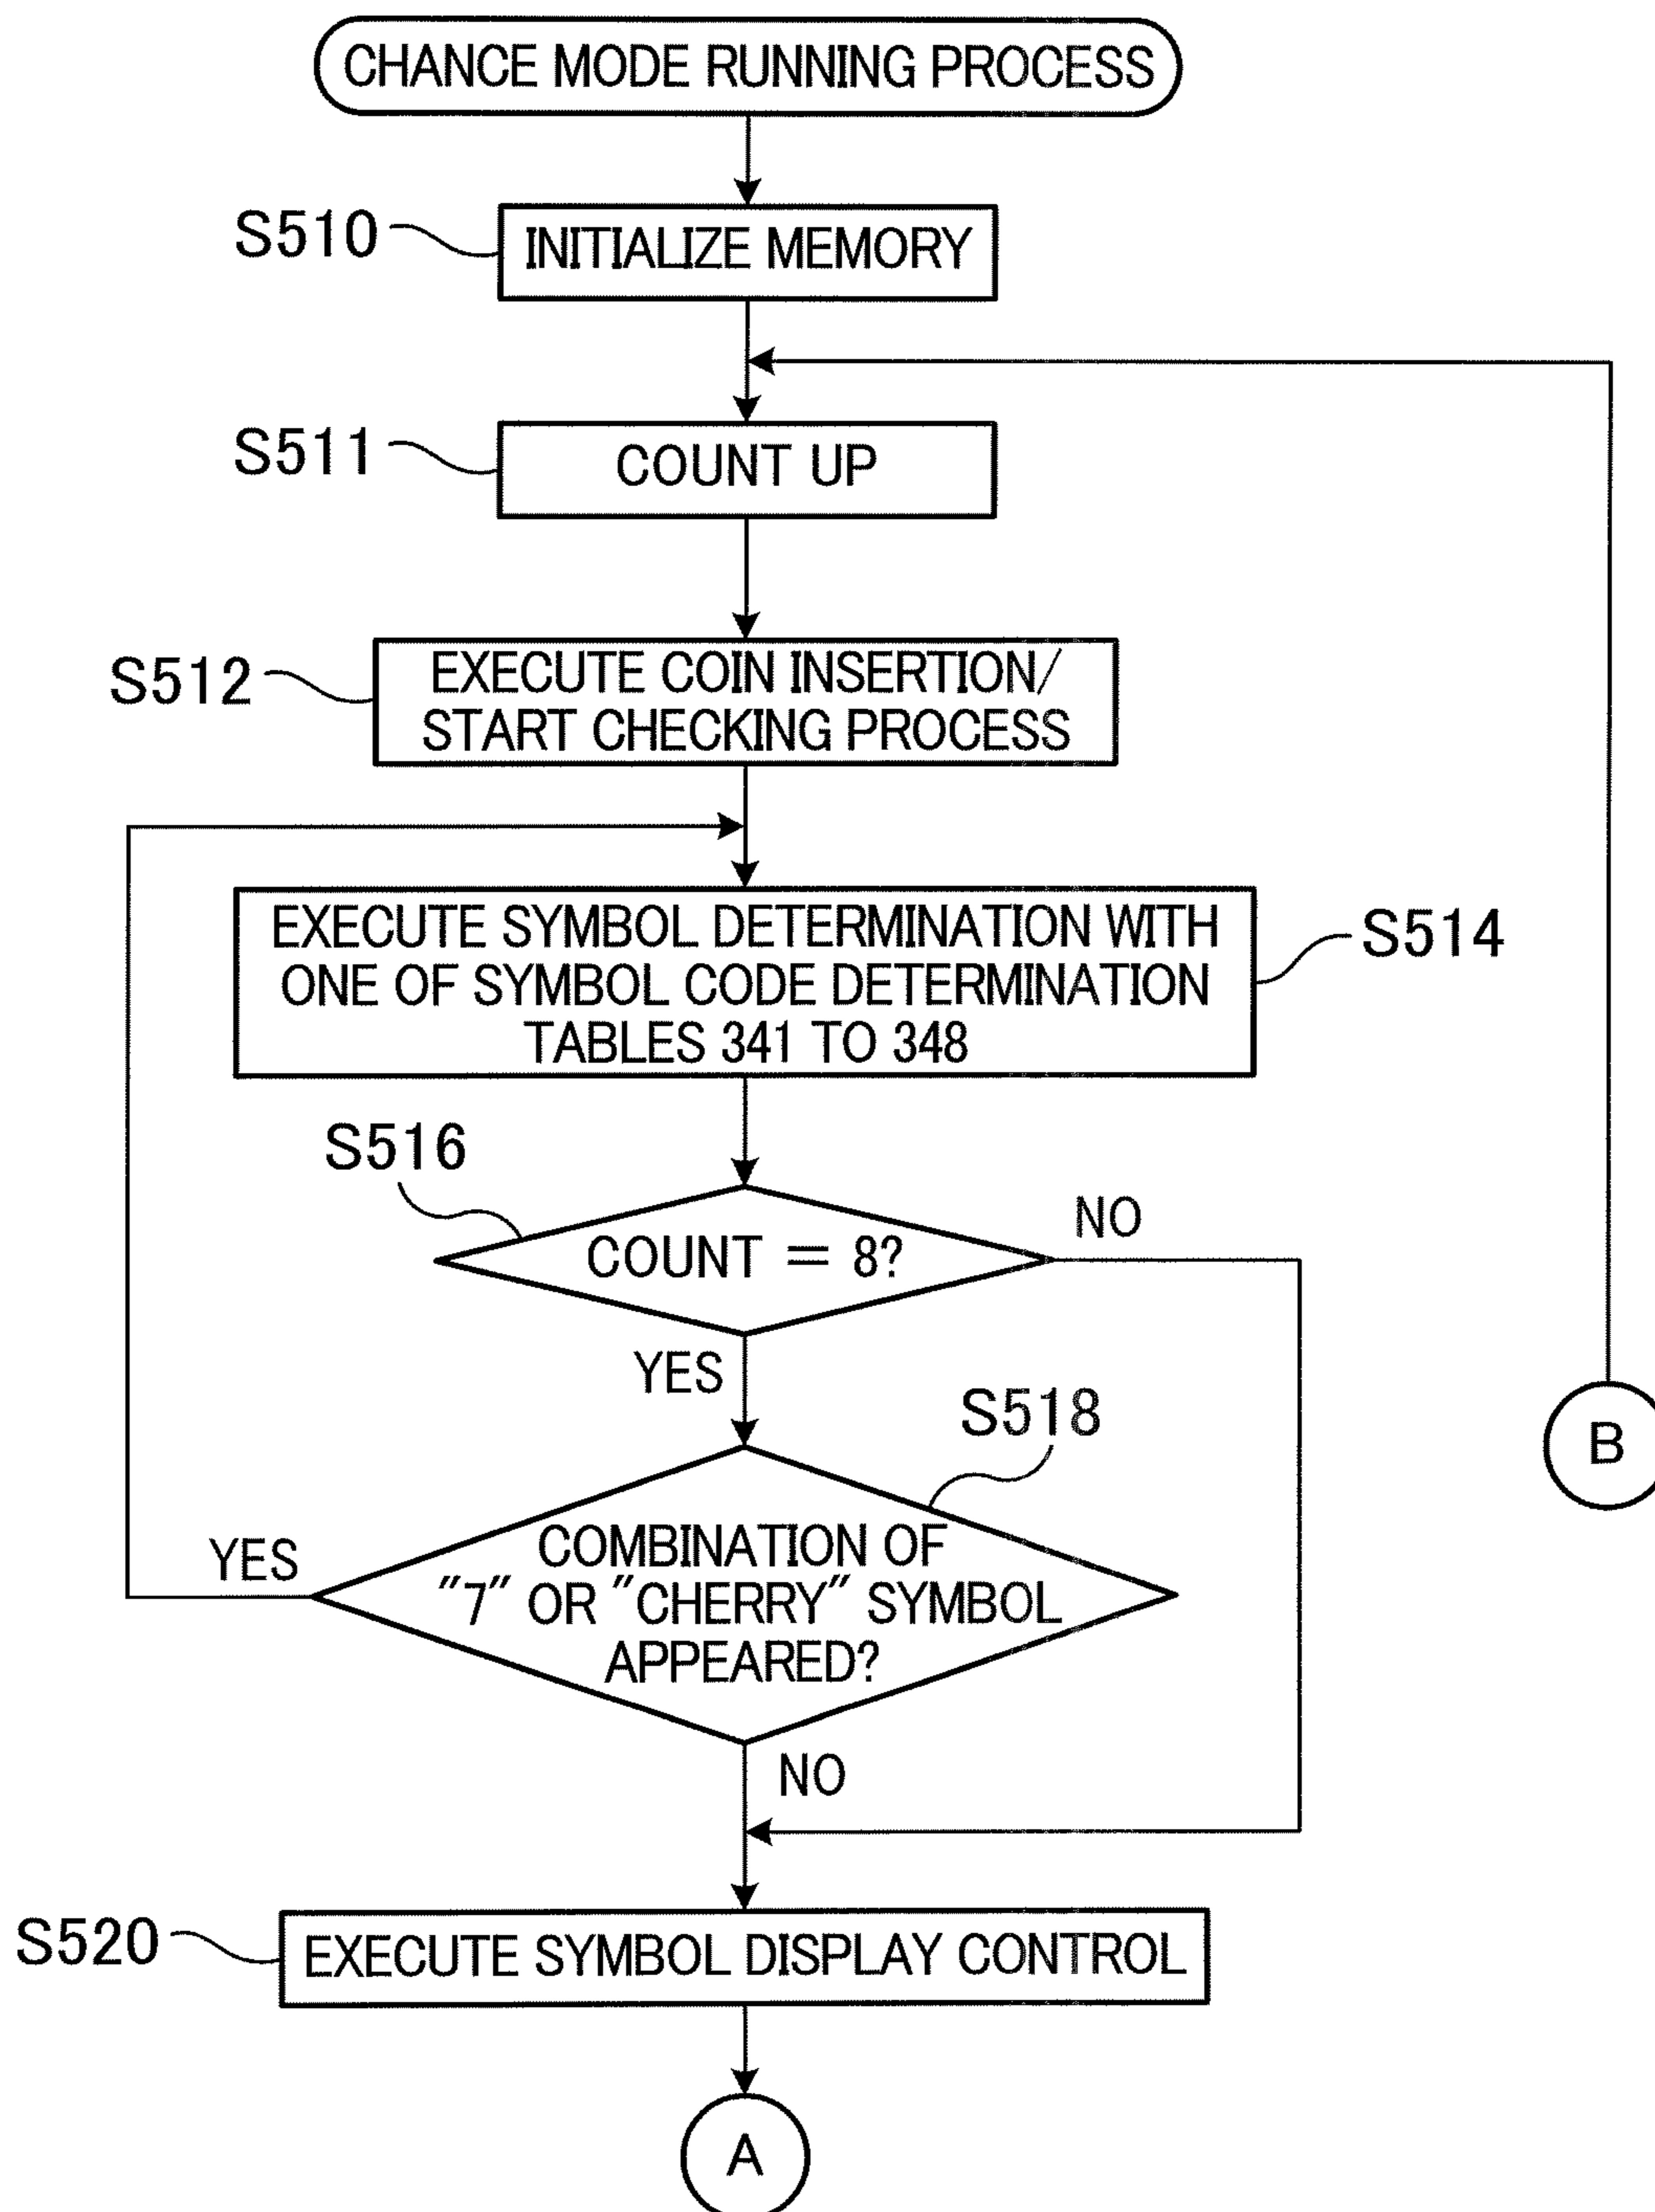 CHANCE MODE RUNNING PROCESS
S510
INITIALIZE MEMORY
S511
COUNT UP
S512
EXECUTE COIN INSERTION/
START CHECKING PROCESS
EXECUTE SYMBOL DETERMINATION WITH
ONE OF SYMBOL CODE DETERMINATION
TABLES 341 TO 348
S514
S516
COUNT = 8?
NO
YES
S518
B
COMBINATION OF
"7" OR "CHERRY" SYMBOL
APPEARED?
YES
NO
S520
EXECUTE SYMBOL DISPLAY CONTROL
A